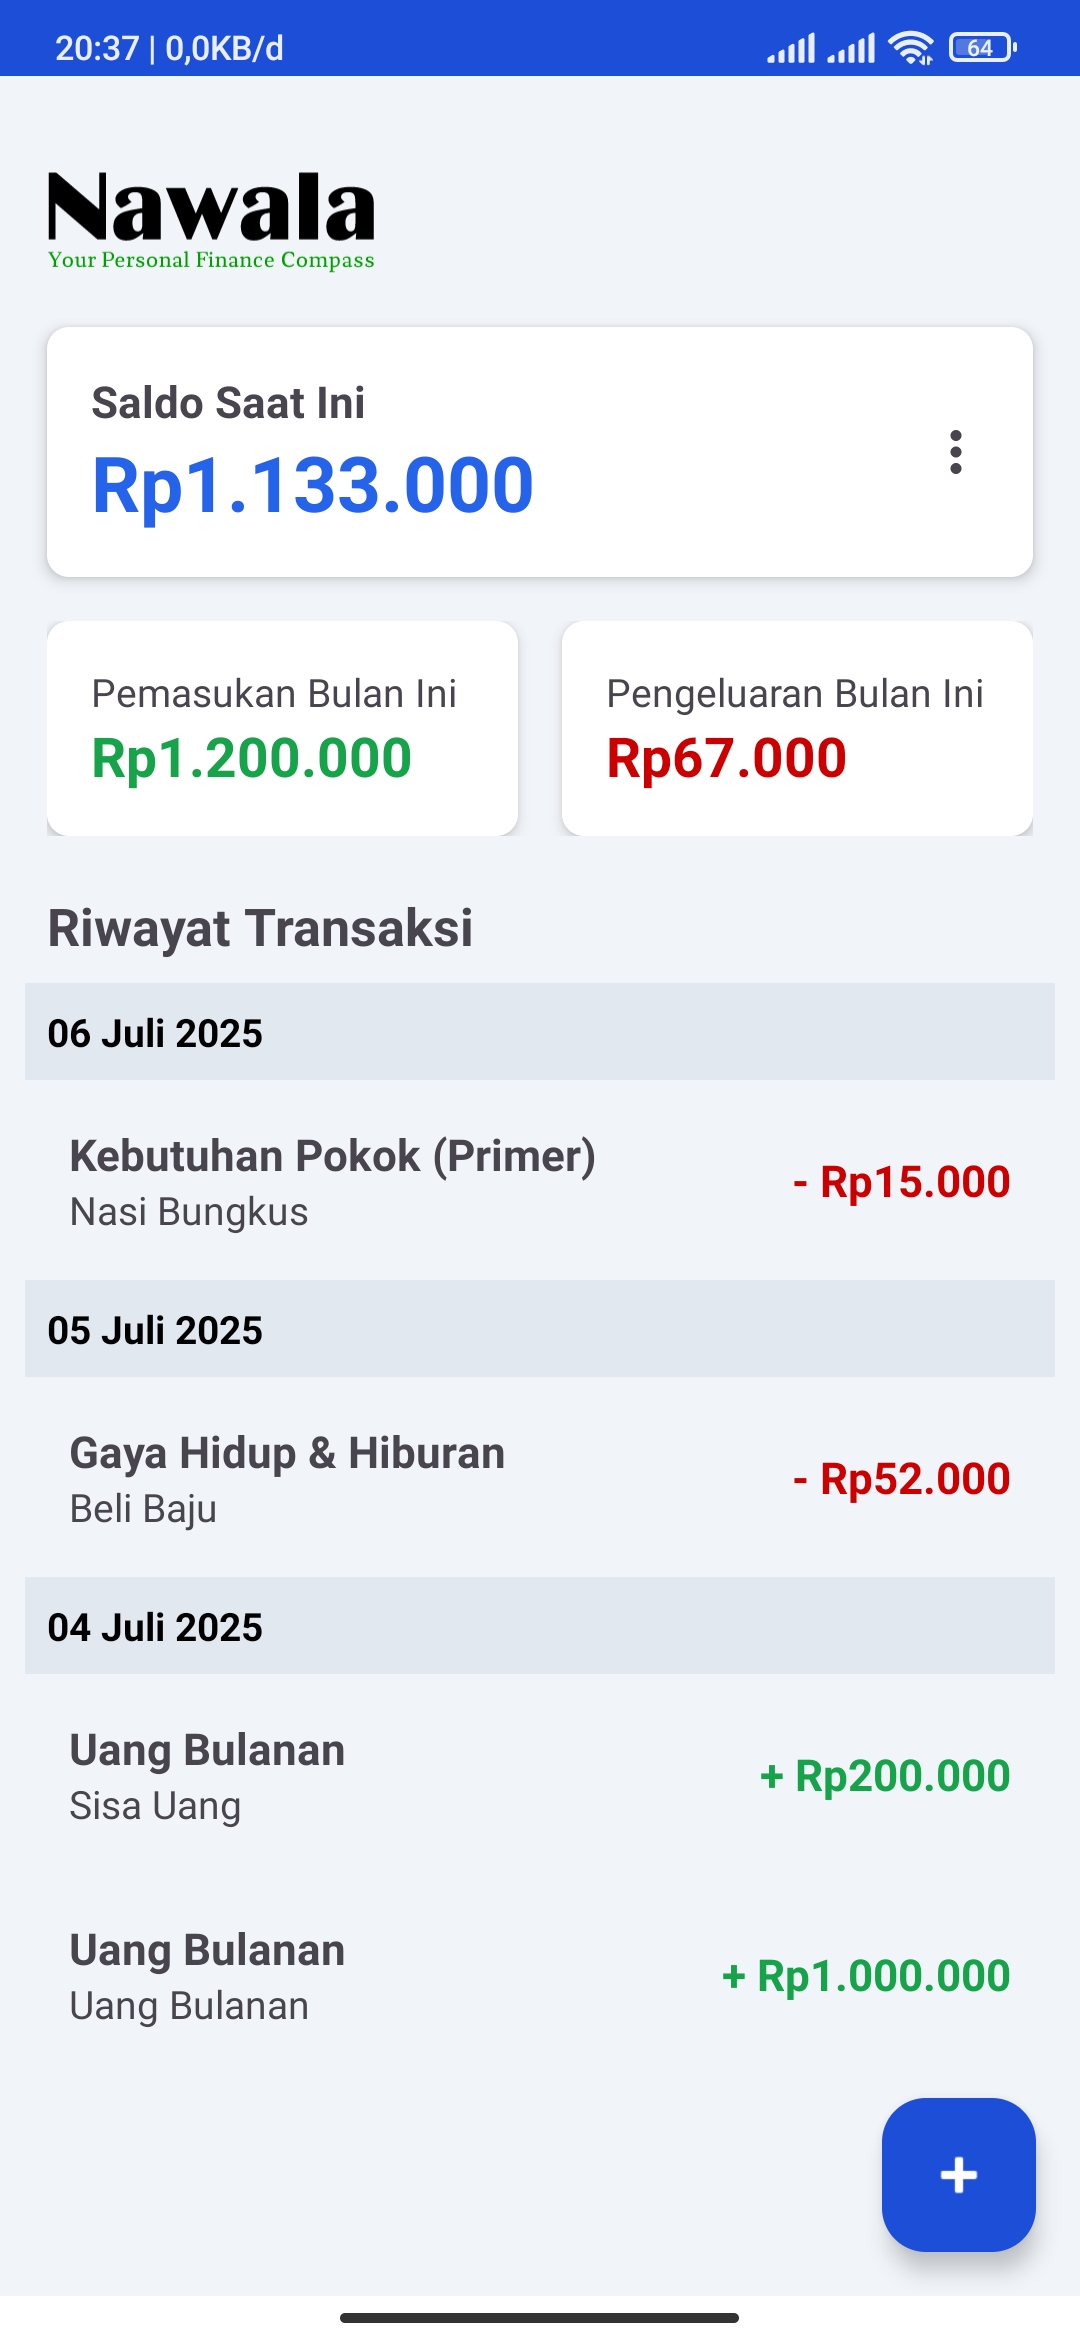 20:37 | 0,0KB/d
64
Nawala
Your Personal Finance Compass
Saldo Saat Ini
Rp1.133.000
Pemasukan Bulan Ini
Rp1.200.000
Pengeluaran Bulan Ini
Rp67.000
Riwayat Transaksi
06 Juli 2025
Kebutuhan Pokok (Primer)
Nasi Bungkus
- Rp15.000
05 Juli 2025
Gaya Hidup & Hiburan
Beli Baju
- Rp52.000
04 Juli 2025
Uang Bulanan
Sisa Uang
+ Rp200.000
Uang Bulanan
Uang Bulanan
+ Rp1.000.000
+